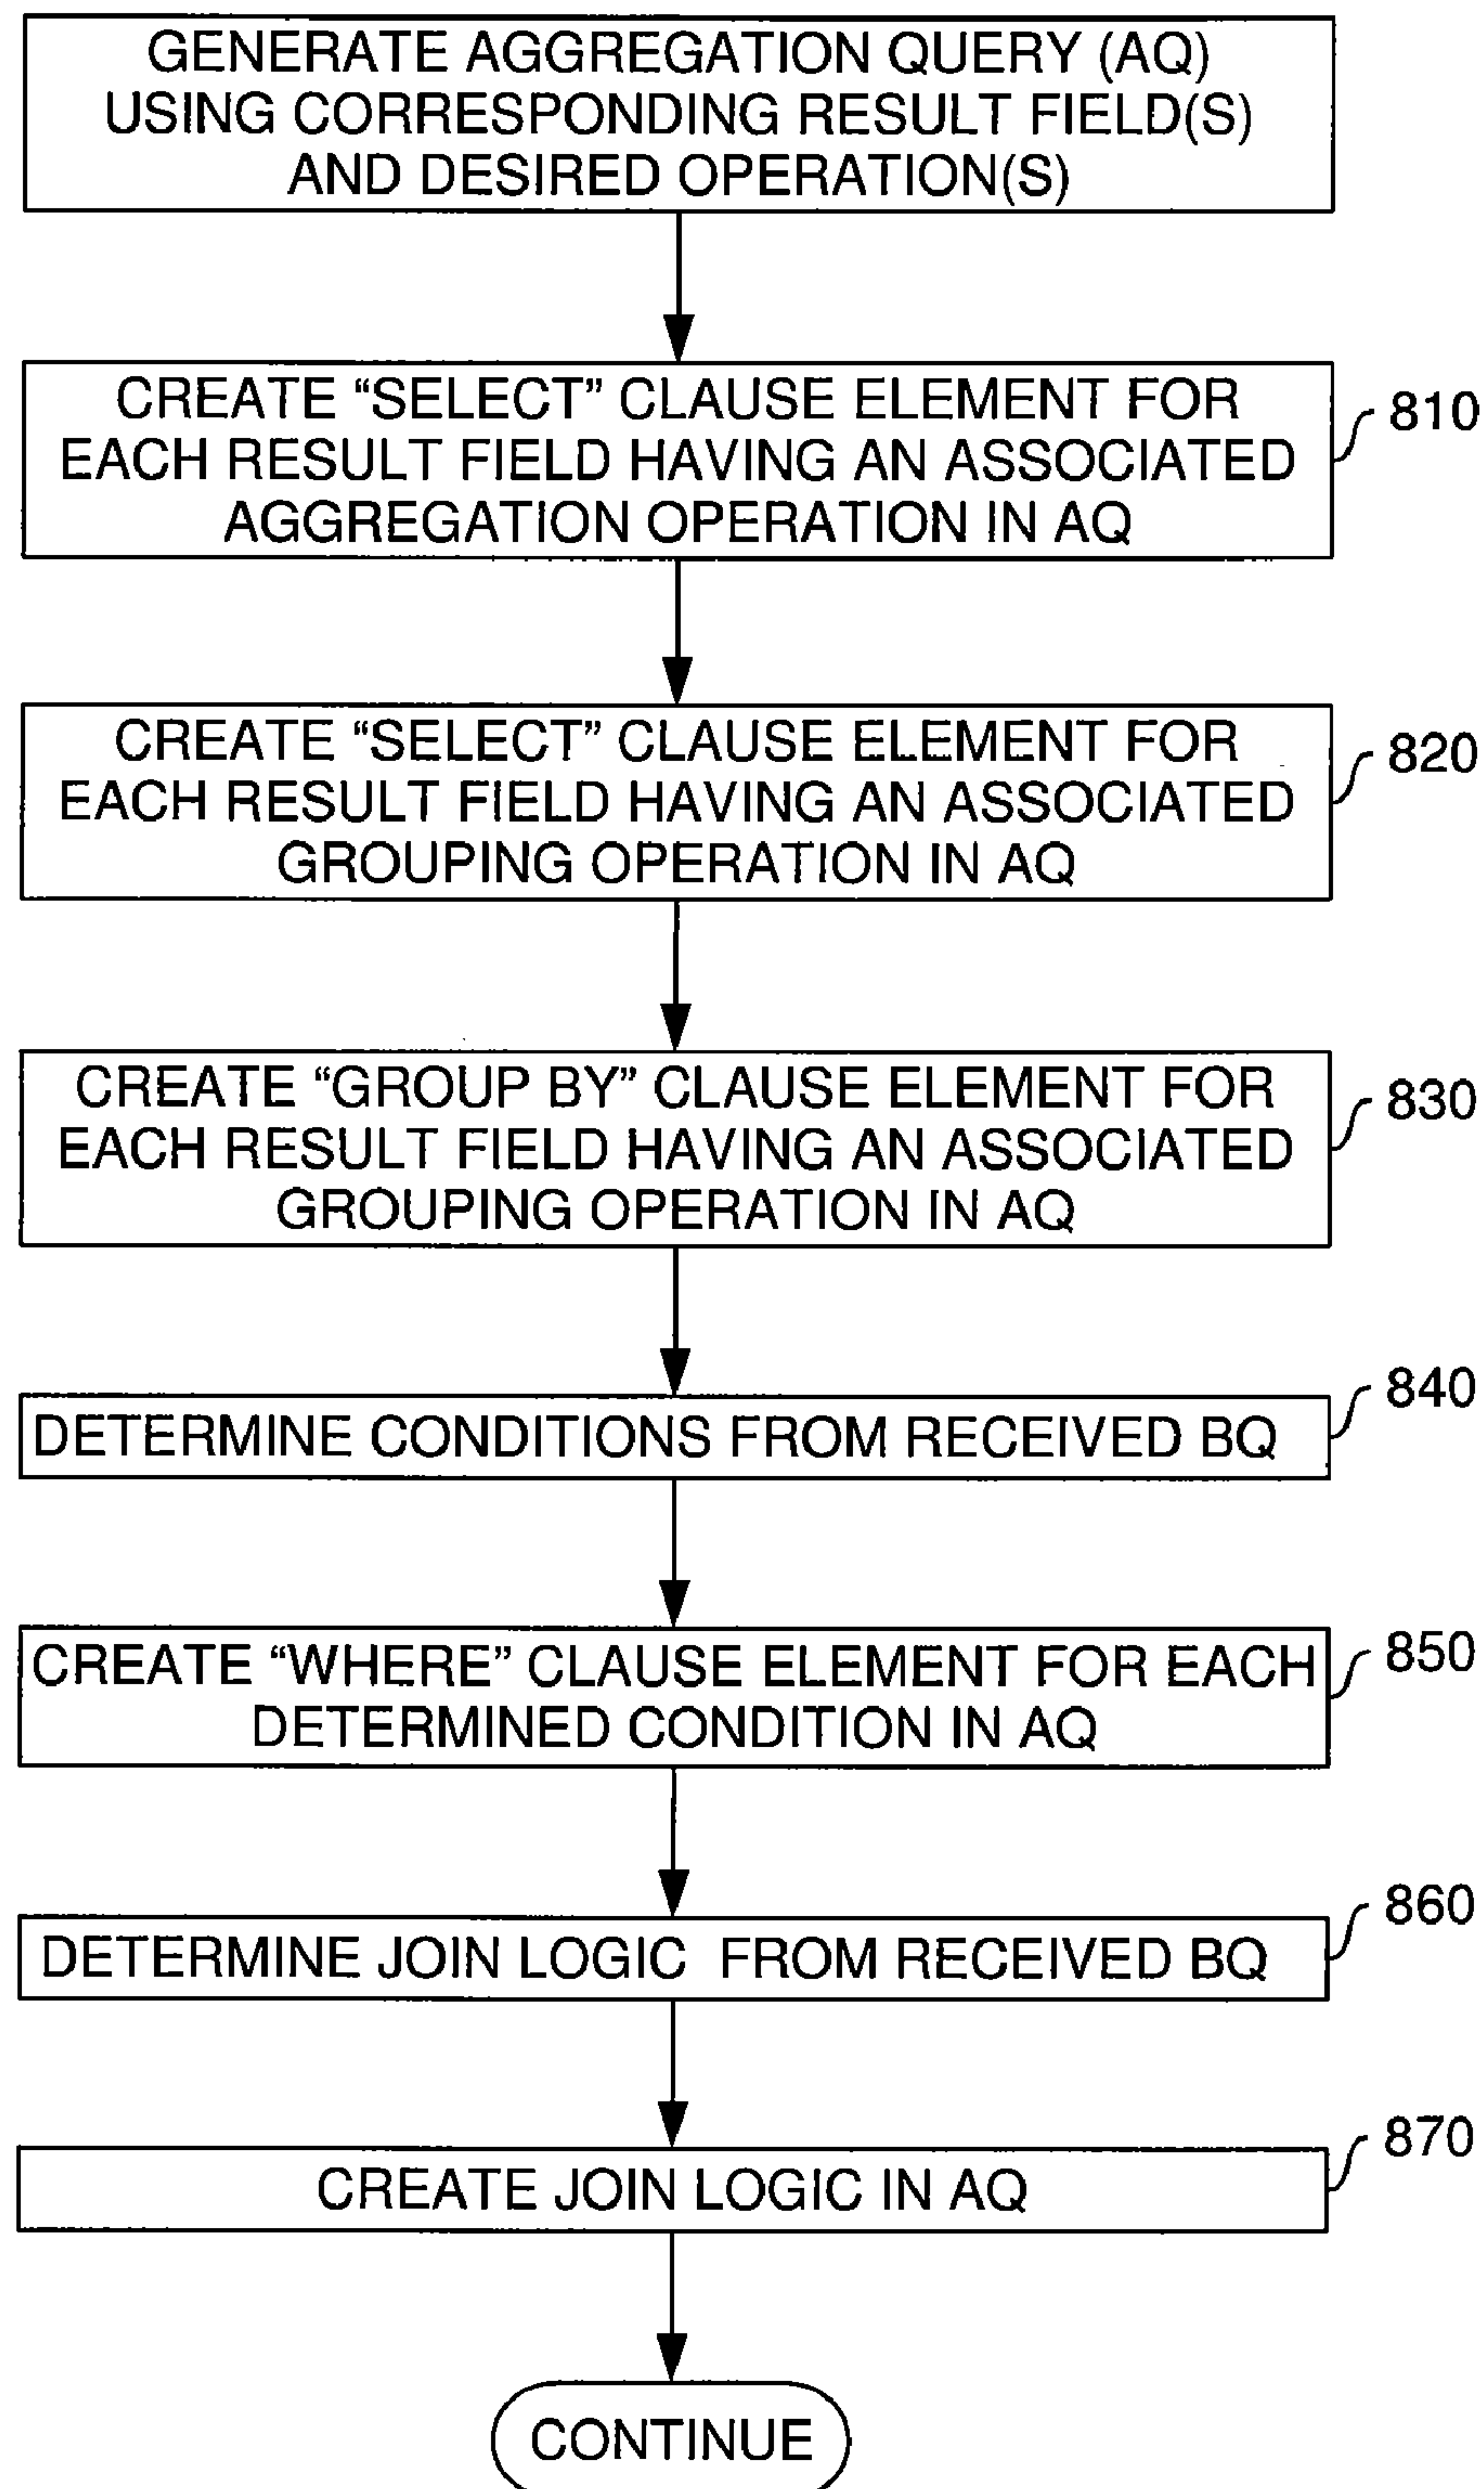 GENERATE AGGREGATION QUERY (AQ)
USING CORRESPONDING RESULT FIELD(S)
AND DESIRED OPERATION(S)
CREATE “SELECT” CLAUSE ELEMENT FOR
EACH RESULT FIELD HAVING AN ASSOCIATED
AGGREGATION OPERATION IN AQ
810
CREATE “SELECT” CLAUSE ELEMENT FOR
EACH RESULT FIELD HAVING AN ASSOCIATED
GROUPING OPERATION IN AQ
820
CREATE “GROUP BY” CLAUSE ELEMENT FOR
EACH RESULT FIELD HAVING AN ASSOCIATED
GROUPING OPERATION IN AQ
830
DETERMINE CONDITIONS FROM RECEIVED BQ
840
CREATE “WHERE” CLAUSE ELEMENT FOR EACH
DETERMINED CONDITION IN AQ
850
DETERMINE JOIN LOGIC FROM RECEIVED BQ
860
CREATE JOIN LOGIC IN AQ
870
CONTINUE